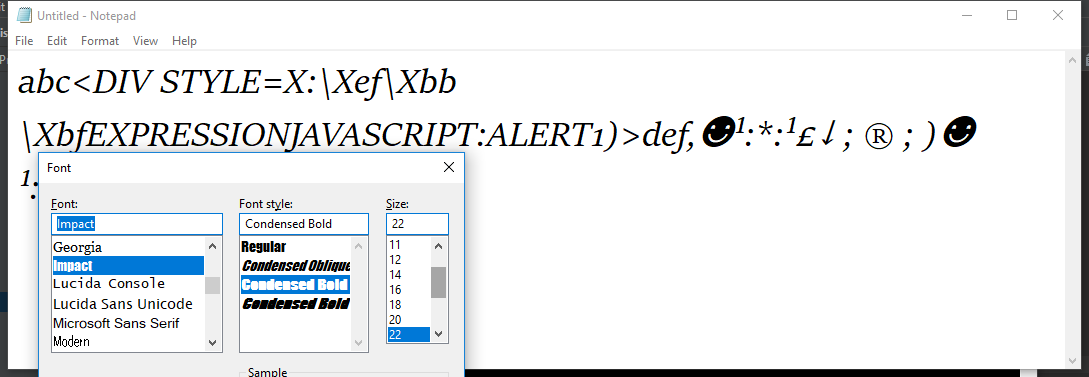 Untitled - Notepad
File Edit Format View Help
abc<DIV STYLE=X:\Xef\Xbb
\XbfEXPRESSIONJAVASCRIPT:ALERT1)>def,☻¹:*:¹£↓; ® ; )☻
¹:
Font
Font: Font style: Size:
Impact Condensed Bold 22
Georgia Regular 11
Impact Condensed Oblique 12
Lucida Console Condensed Bold 14
Lucida Sans Unicode Condensed Bold 16
Microsoft Sans Serif 18
Modern 20
22
Sample